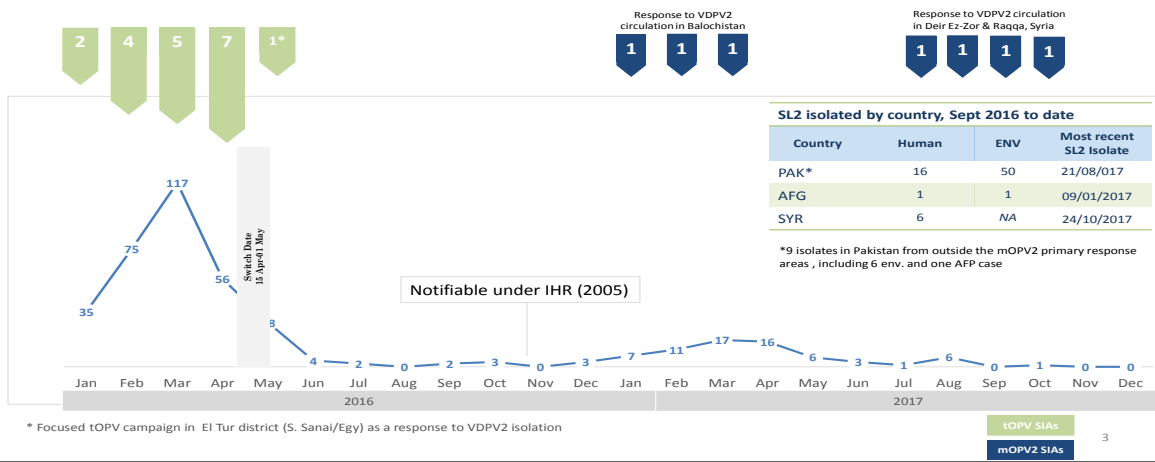 Response to VDPV2
circulation in Balochistan
Response to VDPV2 circulation
in Deir Ez-Zor & Raqqa, Syria
2 4 5 7 1*
1 1 1 1 1 1 1
SL2 isolated by country, Sept 2016 to date
Country Human ENV Most recent
SL2 Isolate
PAK* 16 50 21/08/017
AFG 1 1 09/01/2017
SYR 6 NA 24/10/2017
*9 isolates in Pakistan from outside the mOPV2 primary response
areas , including 6 env. and one AFP case
Switch Date
15 Apr-01 May
Notifiable under IHR (2005)
35 75 117 56 8 4 2 0 2 3 0 3 7 11 17 16 6 3 1 6 0 1 0 0
Jan Feb Mar Apr May Jun Jul Aug Sep Oct Nov Dec Jan Feb Mar Apr May Jun Jul Aug Sep Oct Nov Dec
2016 2017
* Focused tOPV campaign in El Tur district (S. Sanai/Egy) as a response to VDPV2 isolation
tOPV SIAs
mOPV2 SIAs
3